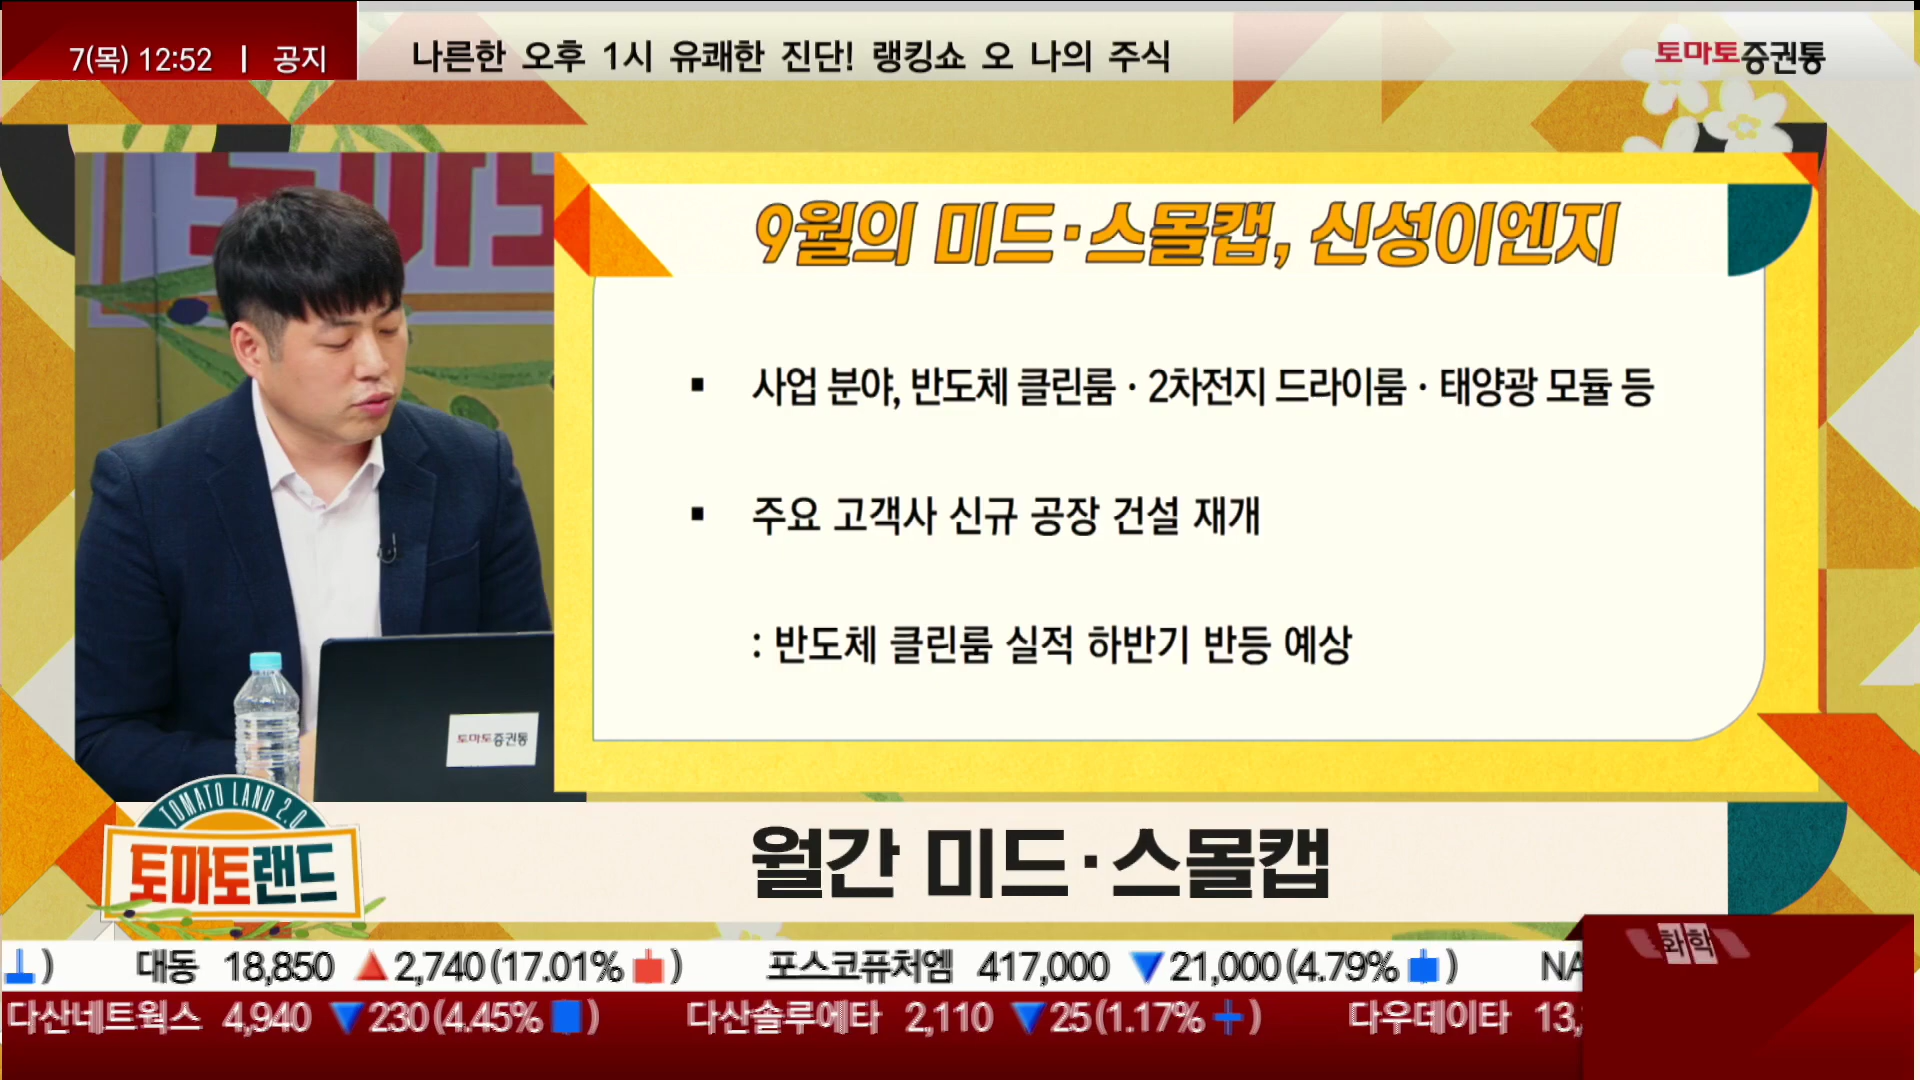 7(목) 12:52 | 공지
나른한 오후 1시 유쾌한 진단! 랭킹쇼 오 나의 주식
토마토증권통
9월의 미드·스몰캡, 신성이엔지
▪ 사업 분야, 반도체 클린룸 · 2차전지 드라이룸 · 태양광 모듈 등
▪ 주요 고객사 신규 공장 건설 재개
: 반도체 클린룸 실적 하반기 반등 예상
토마토증권통
TOMATO LAND 2.0
토마토랜드
월간 미드·스몰캡
) 대동 18,850 ▲2,740(17.01% ) 포스코퓨처엠 417,000 ▼21,000(4.79% ) NA
화학
다산네트웍스 4,940 ▼230(4.45% ) 다산솔루에타 2,110 ▼25(1.17% ) 다우데이타 13,